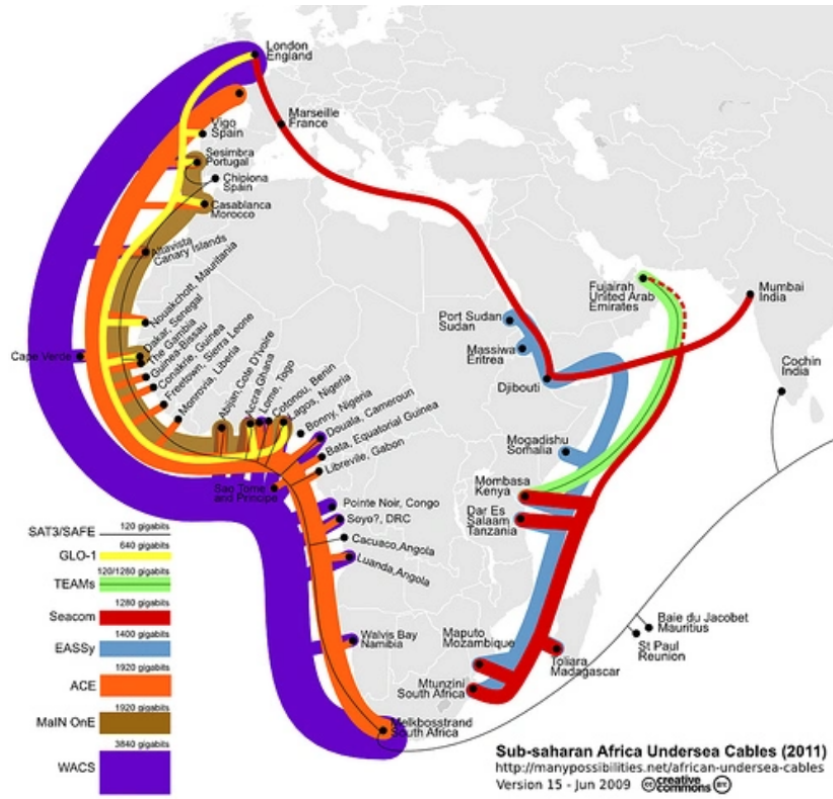 London
England
Marseille
France
Vigo
Spain
Sesimbra
Portugal
Chipiona
Spain
Casablanca
Morocco
Altavista
Canary Islands
Nouakchott, Mauritania
Dakar, Senegal
The Gambia
Guinea-Bissau
Conakrie, Guinea
Freetown, Sierra Leone
Monrovia, Liberia
Cape Verde
Abijan,Cote D'Ivoire
Accra,Ghana
Lome, Togo
Cotonou, Benin
Lagos, Nigeria
Bonny, Nigeria
Douala, Cameroun
Bata, Equatorial Guinea
Libreville, Gabon
Sao Tome
and Principe
Pointe Noir, Congo
Soyo?, DRC
Cacuaco,Angola
Luanda,Angola
Walvis Bay
Namibia
Melkbosstrand
South Africa
Port Sudan
Sudan
Massiwa
Eritrea
Djibouti
Fujairah
United Arab
Emirates
Mumbai
India
Cochin
India
Mogadishu
Somalia
Mombasa
Kenya
Dar Es
Salaam
Tanzania
Maputo
Mozambique
Mtunzini
South Africa
Toliara
Madagascar
Baie du Jacobet
Mauritius
St Paul
Reunion
120 gigabits
SAT3/SAFE
640 gigabits
GLO-1
120/1280 gigabits
TEAMs
1280 gigabits
Seacom
1400 gigabits
EASSy
1920 gigabits
ACE
1920 gigabits
MaIN OnE
3840 gigabits
WACS
Sub-saharan Africa Undersea Cables (2011)
http://manypossibilities.net/african-undersea-cables
Version 15 - Jun 2009 creative commons